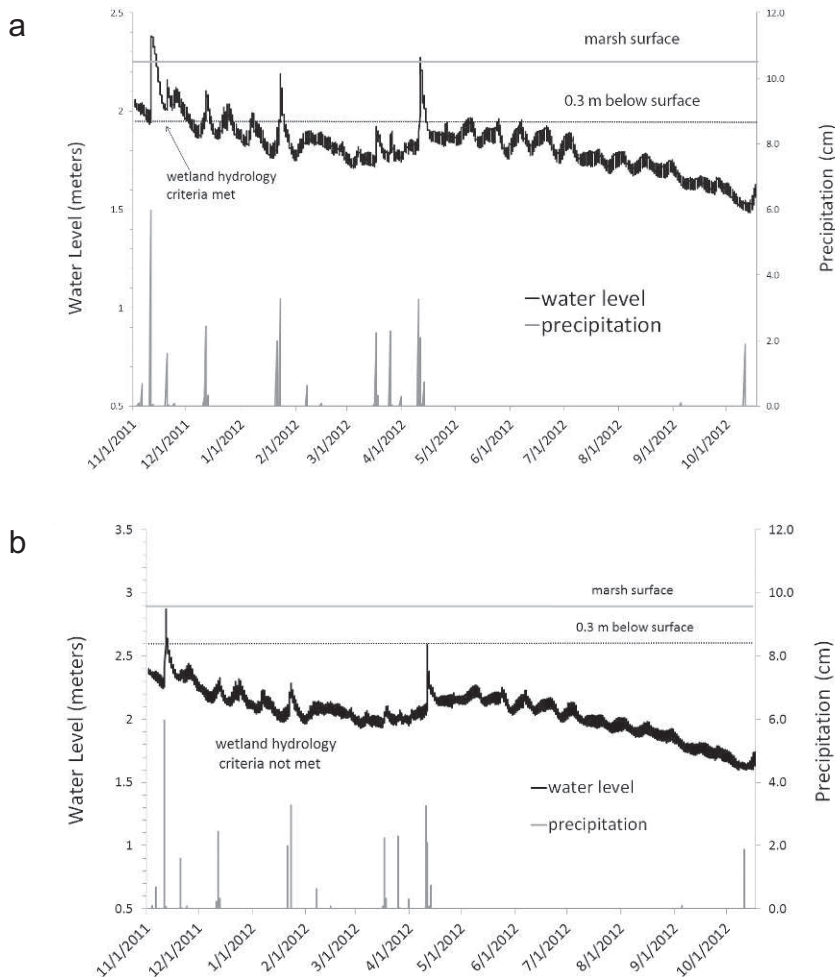 a
2.5
2
1.5
1
0.5
Water Level (meters)
12.0
10.0
8.0
6.0
4.0
2.0
0.0
Precipitation (cm)
marsh surface
0.3 m below surface
wetland hydrology
criteria met
water level
precipitation
11/1/2011
12/1/2011
1/1/2012
2/1/2012
3/1/2012
4/1/2012
5/1/2012
6/1/2012
7/1/2012
8/1/2012
9/1/2012
10/1/2012
b
3.5
3
2.5
2
1.5
1
0.5
Water Level (meters)
12.0
10.0
8.0
6.0
4.0
2.0
0.0
Precipitation (cm)
marsh surface
0.3 m below surface
wetland hydrology
criteria not met
water level
precipitation
11/1/2011
12/1/2011
1/1/2012
2/1/2012
3/1/2012
4/1/2012
5/1/2012
6/1/2012
7/1/2012
8/1/2012
9/1/2012
10/1/2012